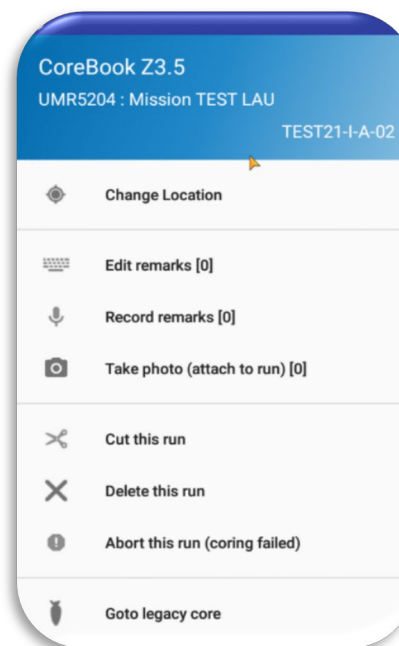 CoreBook Z3.5
UMR5204 : Mission TEST LAU
TEST21-I-A-02
Change Location
Edit remarks [0]
Record remarks [0]
Take photo (attach to run) [0]
Cut this run
Delete this run
Abort this run (coring failed)
Goto legacy core